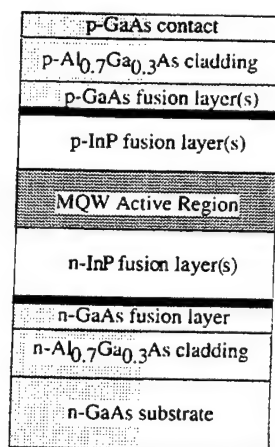 p-GaAs contact
p-Al0.7Ga0.3As cladding
p-GaAs fusion layer(s)
p-InP fusion layer(s)
MQW Active Region
n-InP fusion layer(s)
n-GaAs fusion layer
n-Al0.7Ga0.3As cladding
n-GaAs substrate